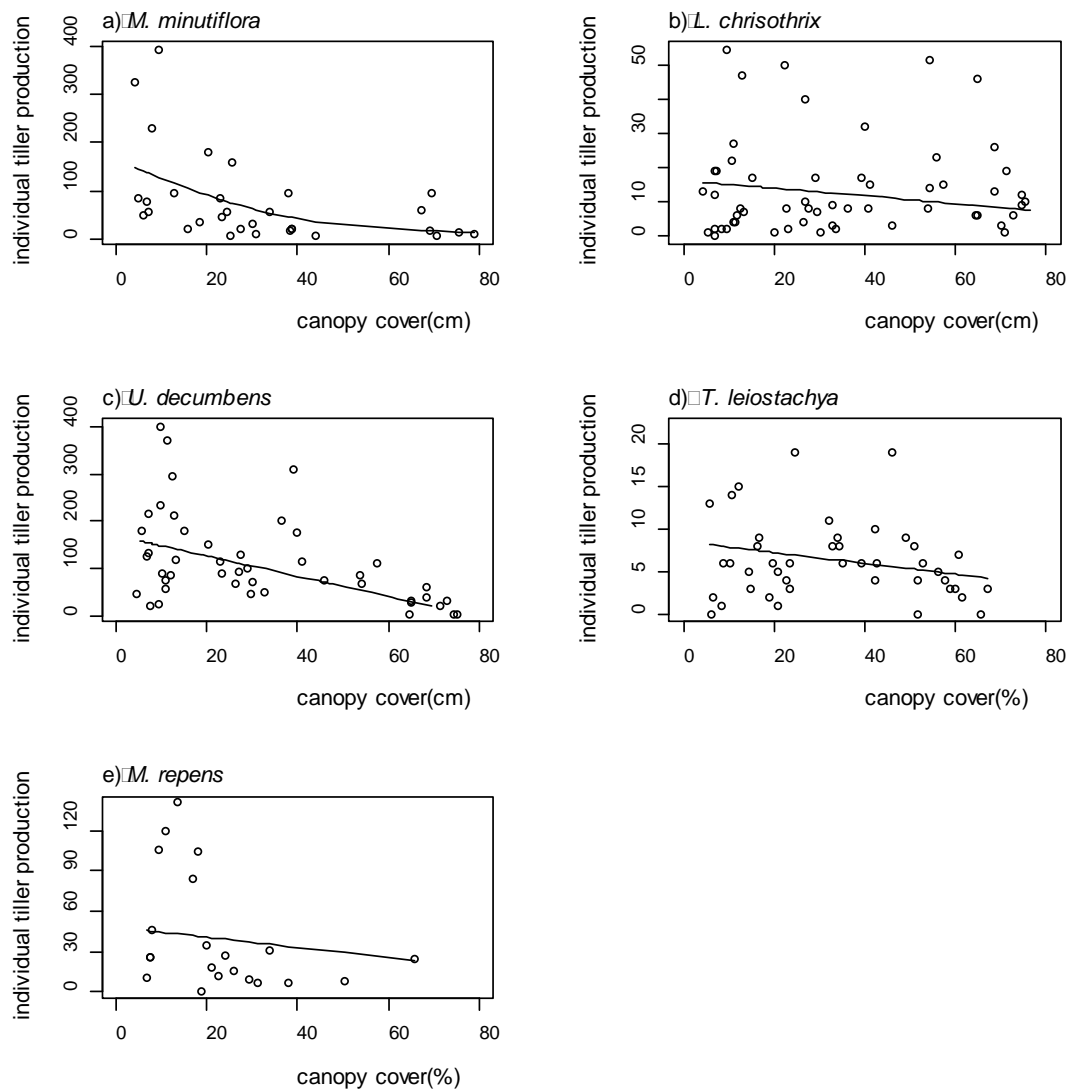 a) M. minutiflora
individual tiller production
0 100 200 300 400
0 20 40 60 80
canopy cover(cm)
b) L. chrisothrix
individual tiller production
0 10 30 50
0 20 40 60 80
canopy cover(cm)
c) U. decumbens
individual tiller production
0 100 200 300 400
0 20 40 60 80
canopy cover(cm)
d) T. leiostachya
individual tiller production
0 5 10 15 20
0 20 40 60 80
canopy cover(%)
e) M. repens
individual tiller production
0 30 60 90 120
0 20 40 60 80
canopy cover(%)